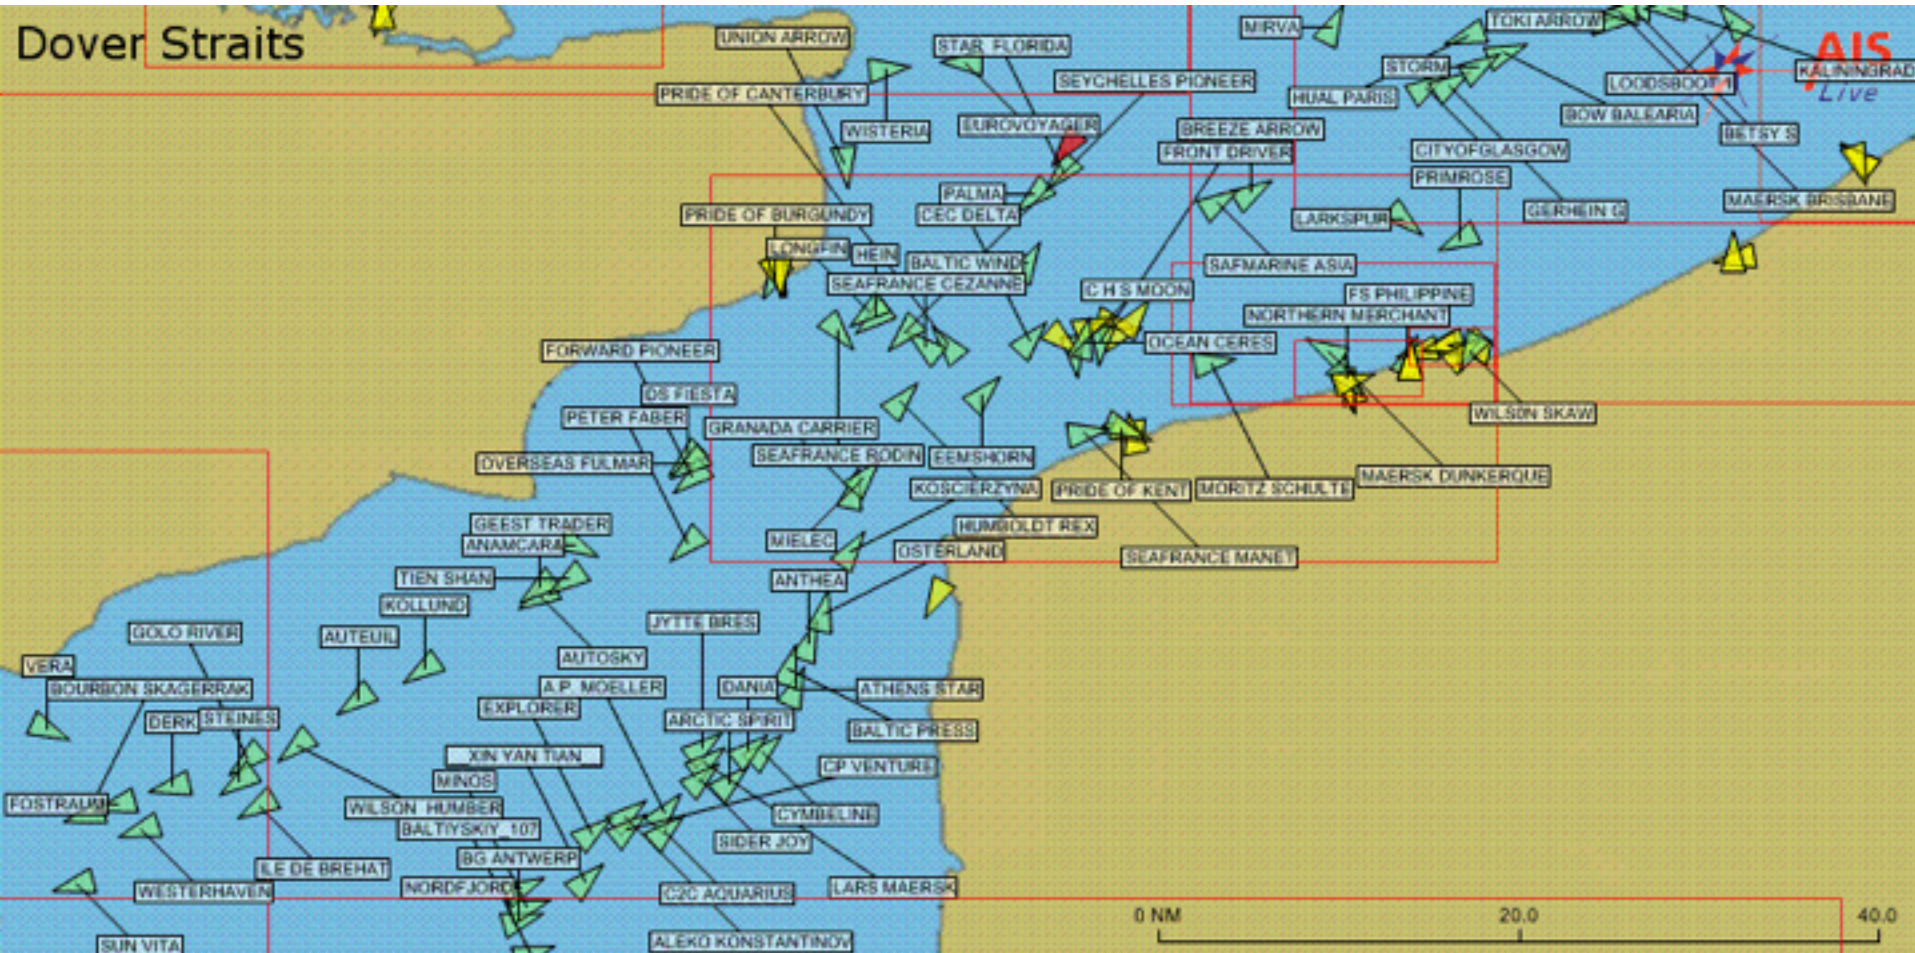 Dover Straits
UNION ARROW
STAR FLORIDA
MIRVA
TOKI ARROW
AIS
Live
SEYCHELLES PIONEER
STORM
KALININGRAD
PRIDE OF CANTERBURY
HUAL PARIS
LOODSBOOT 1
WISTERIA
EUROVOYAGER
BREEZE ARROW
BOW BALEARIA
BETSY S
FRONT DRIVER
CITYOFGLASGOW
PRIMROSE
PALMA
CEC DELTA
PRIDE OF BURGUNDY
LARKSPUR
GERHEIN G
MAERSK BRISBANE
LONGFIN
HEIN
BALTIC WIND
SAFMARINE ASIA
SEAFRANCE CEZANNE
C H S MOON
FS PHILIPPINE
NORTHERN MERCHANT
OCEAN CERES
FORWARD PIONEER
DS FIESTA
PETER FABER
GRANADA CARRIER
WILSON SKAW
OVERSEAS FULMAR
SEAFRANCE RODIN
EEMSHORN
KOSCIERZYNA
PRIDE OF KENT
MORITZ SCHULTE
MAERSK DUNKERQUE
GEEST TRADER
ANAMCARA
MIELEC
HUMBOLDT REX
OSTERLAND
SEAFRANCE MANET
TIEN SHAN
ANTHEA
KOLLUND
GOLO RIVER
AUTEUIL
JYTTE BRES
VERA
AUTOSKY
BOURBON SKAGERRAK
A.P. MOELLER
DANIA
ATHENS STAR
DERK
STEINES
EXPLORER
ARCTIC SPIRIT
BALTIC PRESS
XIN YAN TIAN
MINOS
CP VENTURE
FOSTRAUM
WILSON HUMBER
BALTIYSKIY_107
CYMBELINE
SIDER JOY
ILE DE BREHAT
BG ANTWERP
WESTERHAVEN
NORDFJORD
C2C AQUARIUS
LARS MAERSK
SUN VITA
ALEKO KONSTANTINOV
0 NM
20.0
40.0